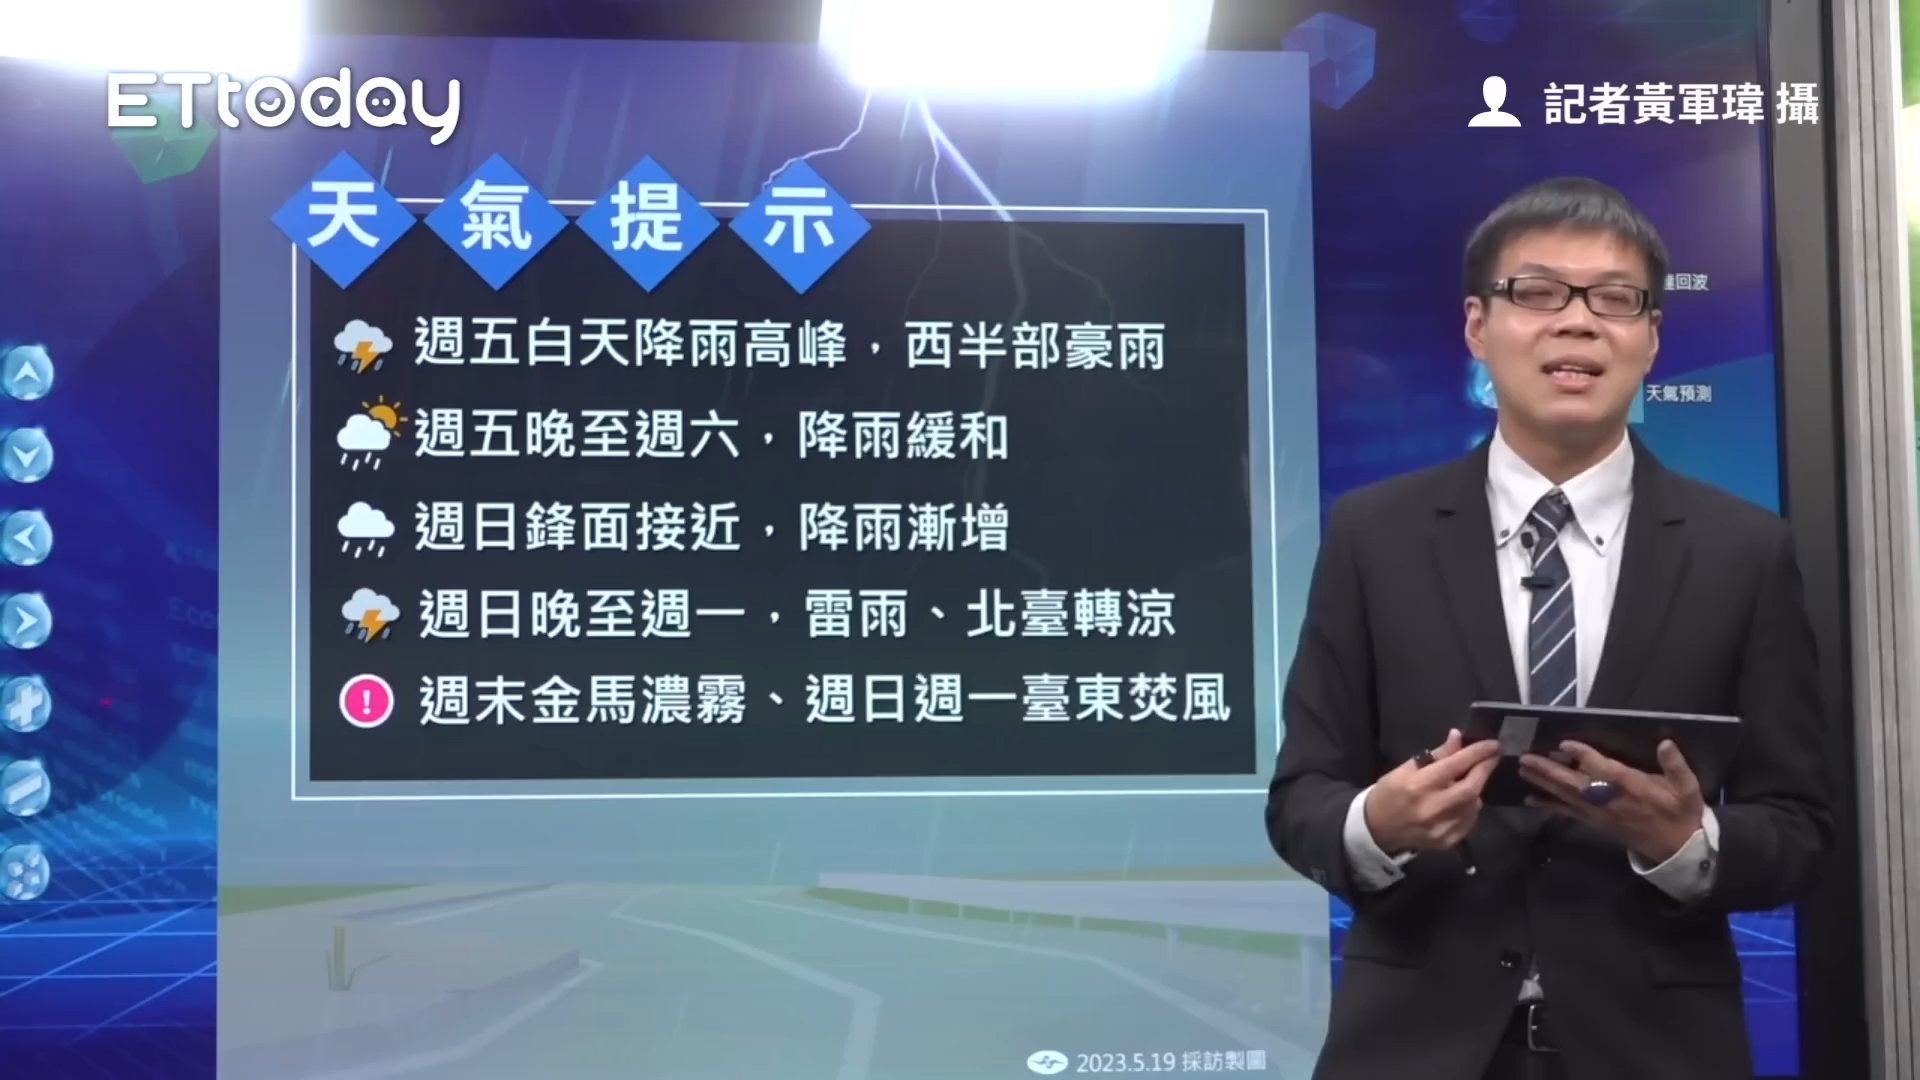 ETtoday
記者黃軍瑋 攝
天氣提示
週五白天降雨高峰，西半部豪雨
週五晚至週六，降雨緩和
週日鋒面接近，降雨漸增
週日晚至週一，雷雨、北臺轉涼
! 週末金馬濃霧、週日週一臺東焚風
回波
天氣預測
2023.5.19 採訪製圖